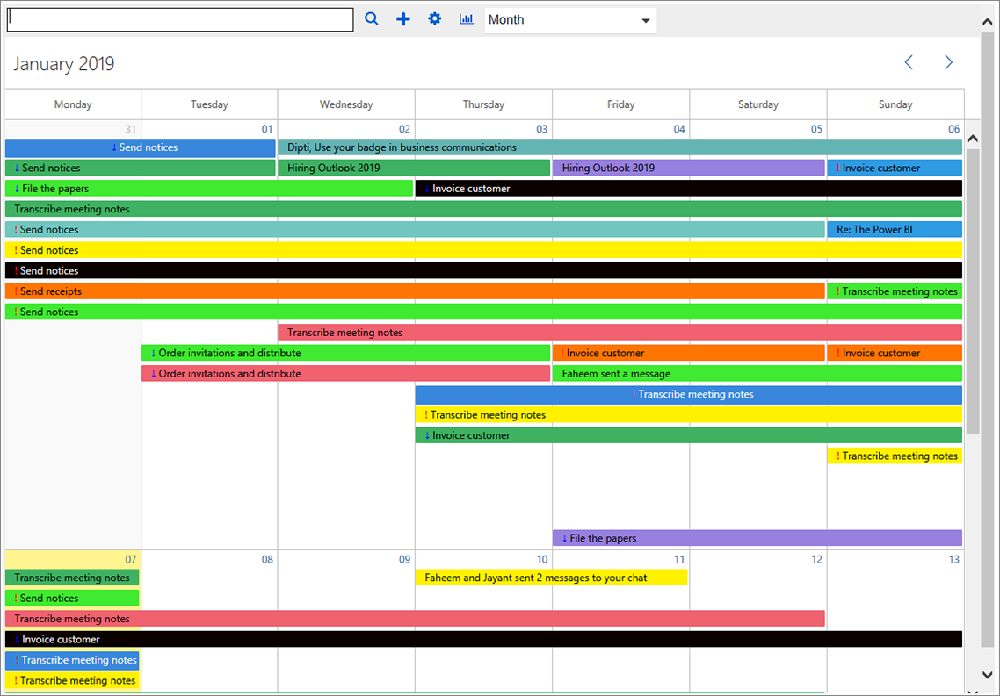 Month
January 2019
Monday Tuesday Wednesday Thursday Friday Saturday Sunday
31 01 02 03 04 05 06
↓ Send notices Dipti, Use your badge in business communications
↓ Send notices Hiring Outlook 2019 Hiring Outlook 2019 ! Invoice customer
↓ File the papers ↓ Invoice customer
Transcribe meeting notes
! Send notices Re: The Power BI
! Send notices
! Send notices
! Send receipts ! Transcribe meeting notes
! Send notices
Transcribe meeting notes
↓ Order invitations and distribute ! Invoice customer ! Invoice customer
↓ Order invitations and distribute Faheem sent a message
! Transcribe meeting notes
! Transcribe meeting notes
↓ Invoice customer
! Transcribe meeting notes
↓ File the papers
07 08 09 10 11 12 13
Transcribe meeting notes Faheem and Jayant sent 2 messages to your chat
! Send notices
Transcribe meeting notes
↓ Invoice customer
! Transcribe meeting notes
! Transcribe meeting notes